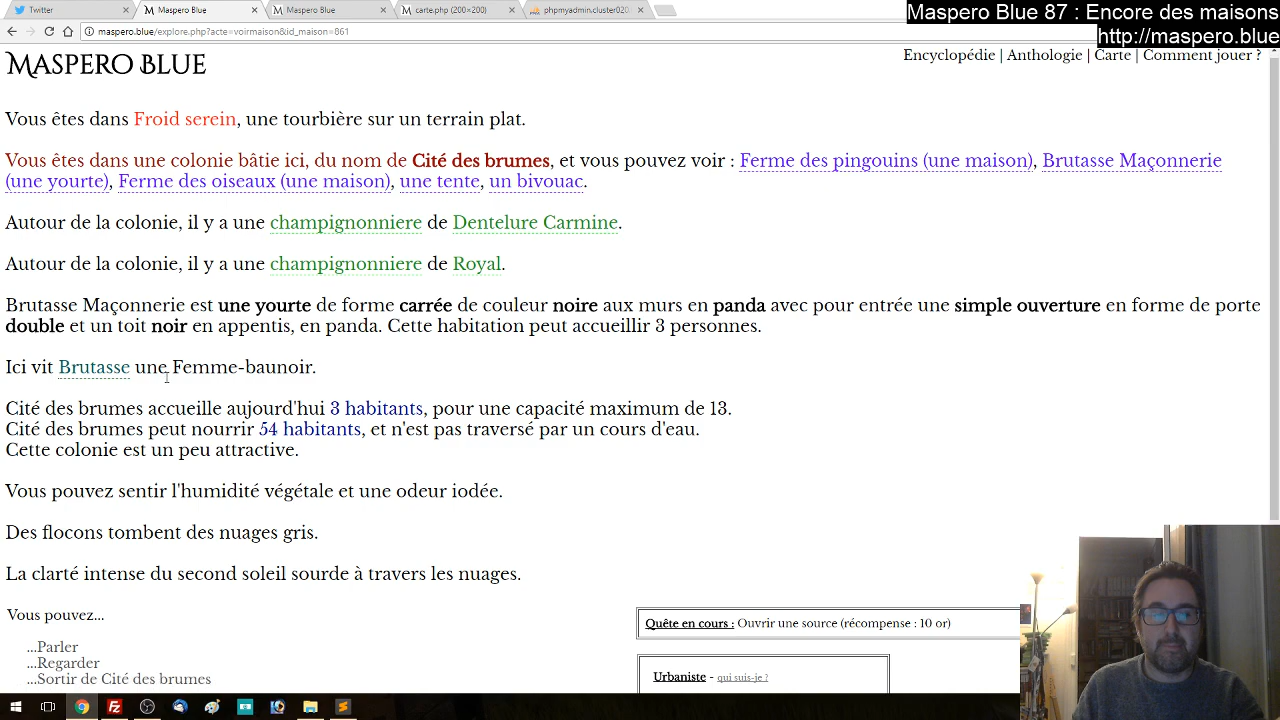 Twitter
Maspero Blue
Maspero Blue
carte.php (200×200)
phpmyadmin.cluster020
maspero.blue/explore.php?acte=voirmaison&id_maison=861
Maspero Blue 87 : Encore des maisons
http://maspero.blue
Maspero Blue
Encyclopédie | Anthologie | Carte | Comment jouer ?
Vous êtes dans Froid serein, une tourbière sur un terrain plat.
Vous êtes dans une colonie bâtie ici, du nom de Cité des brumes, et vous pouvez voir : Ferme des pingouins (une maison), Brutasse Maçonnerie
(une yourte), Ferme des oiseaux (une maison), une tente, un bivouac.
Autour de la colonie, il y a une champignonniere de Dentelure Carmine.
Autour de la colonie, il y a une champignonniere de Royal.
Brutasse Maçonnerie est une yourte de forme carrée de couleur noire aux murs en panda avec pour entrée une simple ouverture en forme de porte
double et un toit noir en appentis, en panda. Cette habitation peut accueillir 3 personnes.
Ici vit Brutasse une Femme-baunoir.
Cité des brumes accueille aujourd'hui 3 habitants, pour une capacité maximum de 13.
Cité des brumes peut nourrir 54 habitants, et n'est pas traversé par un cours d'eau.
Cette colonie est un peu attractive.
Vous pouvez sentir l'humidité végétale et une odeur iodée.
Des flocons tombent des nuages gris.
La clarté intense du second soleil sourde à travers les nuages.
Vous pouvez...
...Parler
...Regarder
...Sortir de Cité des brumes
Quête en cours : Ouvrir une source (récompense : 10 or)
Urbaniste - qui suis-je ?